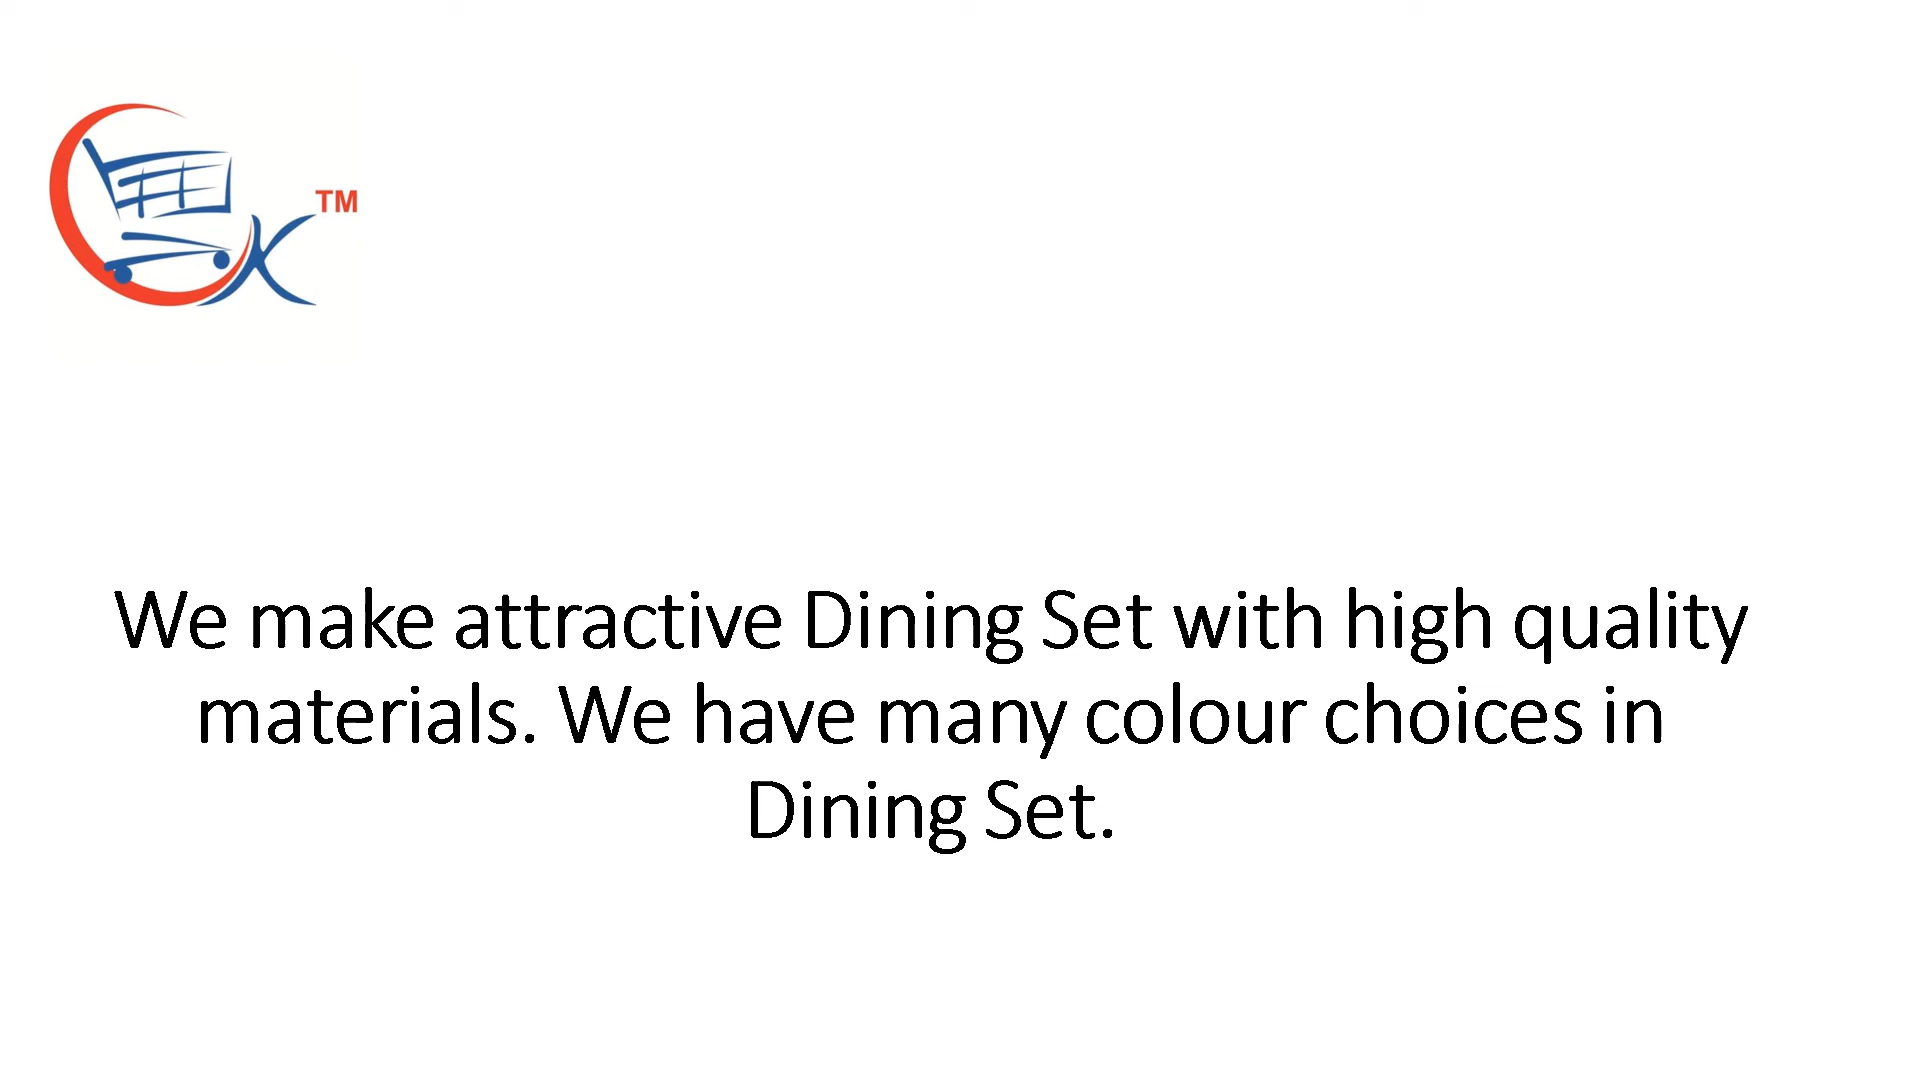 TM
We make attractive Dining Set with high quality
materials. We have many colour choices in
Dining Set.